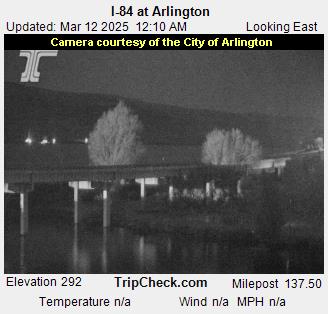 I-84 at Arlington
Updated: Mar 12 2025 12:10 AM Looking East
Camera courtesy of the City of Arlington
Elevation 292 TripCheck.com Milepost 137.50
Temperature n/a Wind n/a MPH n/a